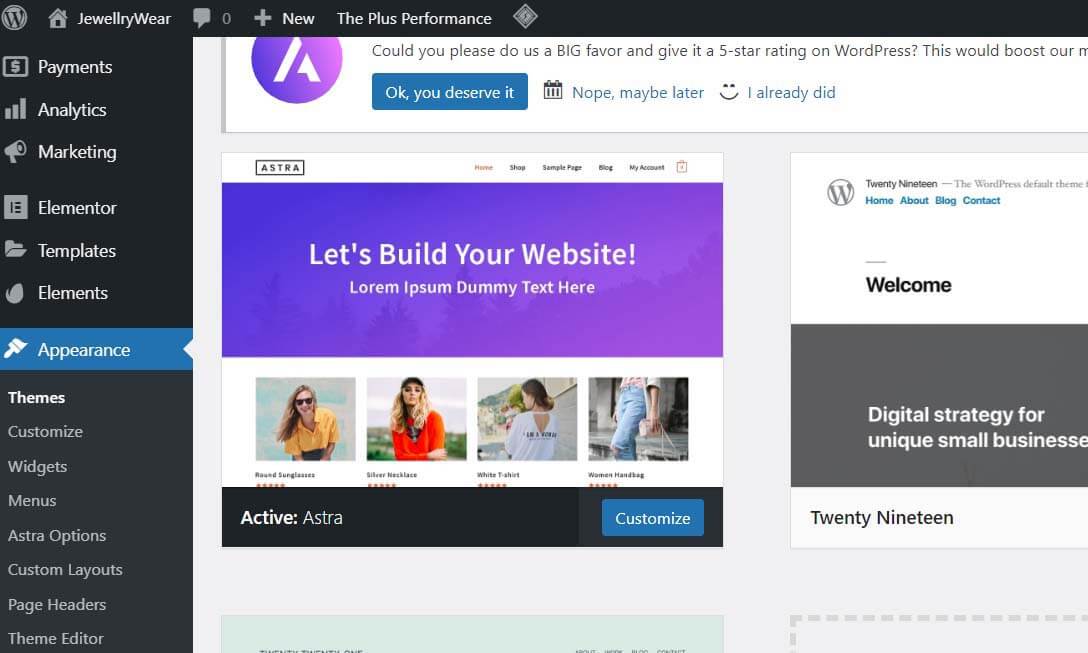 JewellryWear
0
New
The Plus Performance
Payments
Analytics
Marketing
Elementor
Templates
Elements
Appearance
Themes
Customize
Widgets
Menus
Astra Options
Custom Layouts
Page Headers
Theme Editor
Could you please do us a BIG favor and give it a 5-star rating on WordPress? This would boost our m
Ok, you deserve it
Nope, maybe later
I already did
ASTRA
Home Shop Sample Page Blog My Account
Let's Build Your Website!
Lorem Ipsum Dummy Text Here
Round Sunglasses
Silver Necklace
White T-shirt
Women Handbag
Active: Astra
Customize
Twenty Nineteen — The WordPress default theme f
Home About Blog Contact
Welcome
Digital strategy for
unique small businesse
Twenty Nineteen
TWENTY TWENTY-ONE
ABOUT WORK BLOG CONTACT